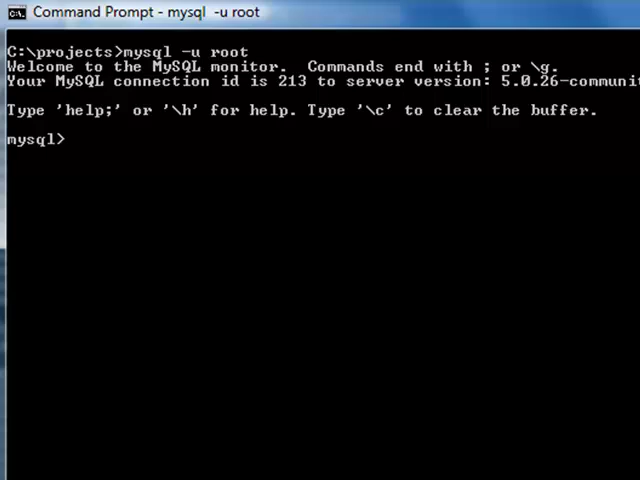 Command Prompt - mysql -u root
C:\projects>mysql -u root
Welcome to the MySQL monitor.  Commands end with ; or \g.
Your MySQL connection id is 213 to server version: 5.0.26-communit
Type 'help;' or '\h' for help. Type '\c' to clear the buffer.
mysql>